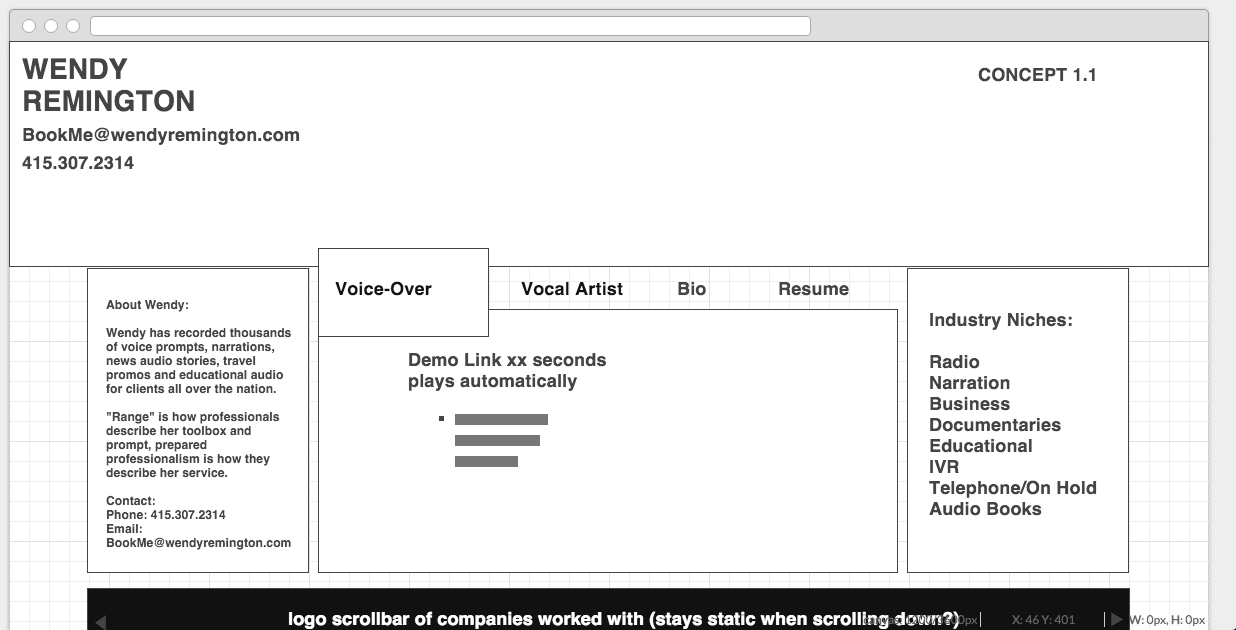 WENDY
REMINGTON
BookMe@wendyremington.com
415.307.2314
CONCEPT 1.1
About Wendy:
Wendy has recorded thousands
of voice prompts, narrations,
news audio stories, travel
promos and educational audio
for clients all over the nation.
"Range" is how professionals
describe her toolbox and
prompt, prepared
professionalism is how they
describe her service.
Contact:
Phone: 415.307.2314
Email:
BookMe@wendyremington.com
Voice-Over
Vocal Artist
Bio
Resume
Demo Link xx seconds
plays automatically
Industry Niches:
Radio
Narration
Business
Documentaries
Educational
IVR
Telephone/On Hold
Audio Books
logo scrollbar of companies worked with (stays static when scrolling down?)
X: 46 Y: 401
W: 0px, H: 0px